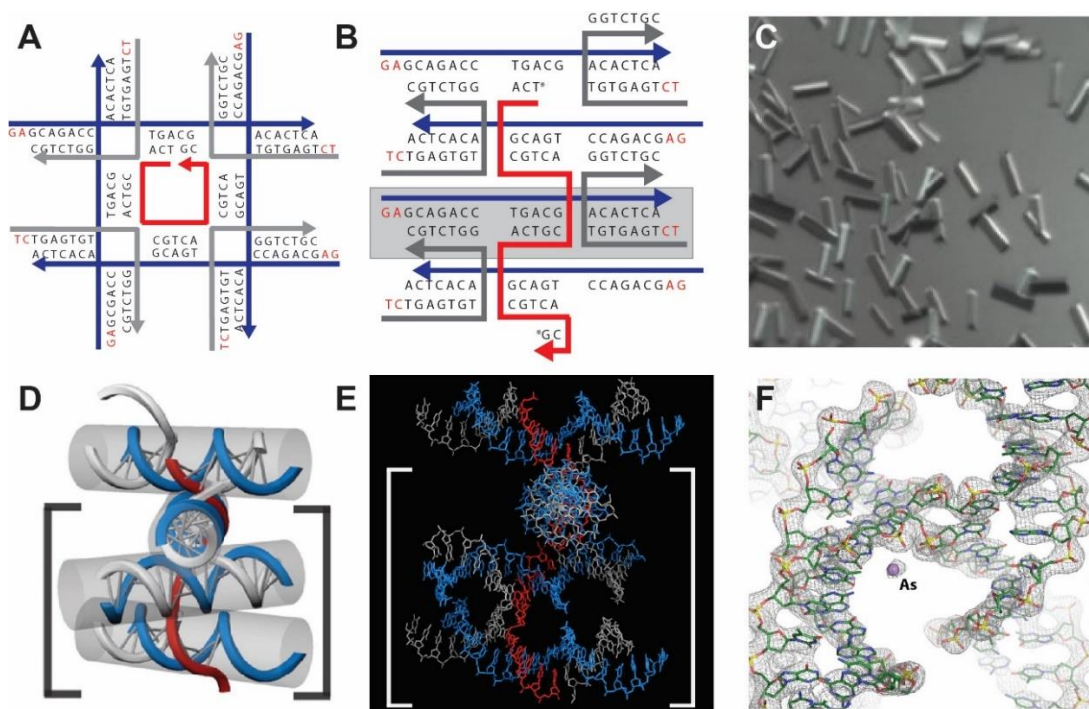 A
ACACTCA
TGTGAGTCT
GGTCTGC
CCAGACGAG
GAGCAGACC TGACG ACACTCA
CGTCTGG ACT GC TGTGAGTCT
TGACG
ACTGC
CGTCA
GCAGT
TCTGAGTGT CGTCA GGTCTGC
ACTCACA GCAGT CCAGACGAG
GAGCGACC
CGTCTGG
TCTGAGTGT
ACTCACA
B
GGTCTGC
GAGCAGACC TGACG ACACTCA
CGTCTGG ACT* TGTGAGTCT
ACTCACA GCAGT CCAGACGAG
TCTGAGTGT CGTCA GGTCTGC
GAGCAGACC TGACG ACACTCA
CGTCTGG ACTGC TGTGAGTCT
ACTCACA GCAGT CCAGACGAG
TCTGAGTGT CGTCA
*GC
C
D
E
F
As